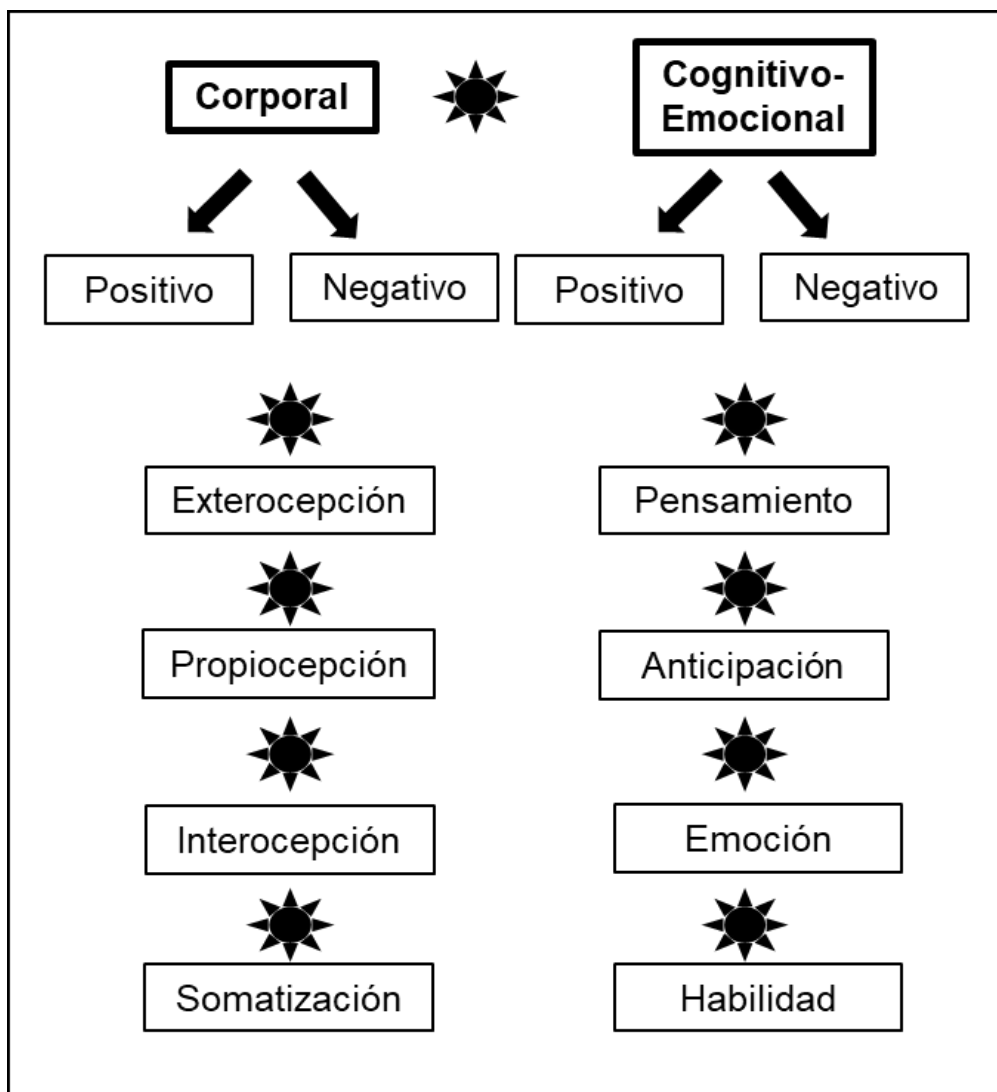 Corporal
Cognitivo-
Emocional
Positivo
Negativo
Positivo
Negativo
Exterocepción
Pensamiento
Propiocepción
Anticipación
Interocepción
Emoción
Somatización
Habilidad